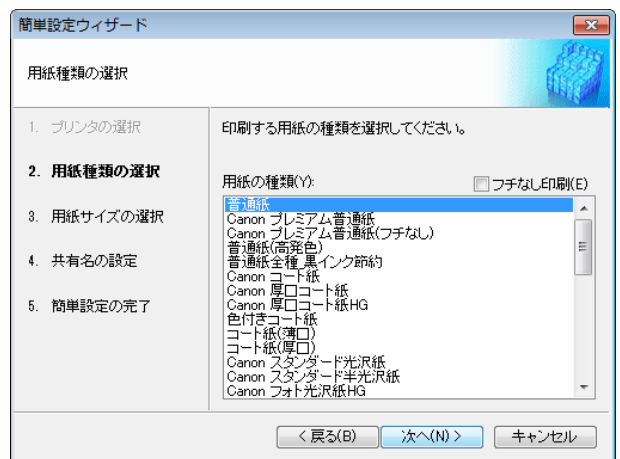 簡単設定ウィザード
用紙種類の選択
1. プリンタの選択
2. 用紙種類の選択
3. 用紙サイズの選択
4. 共有名の設定
5. 簡単設定の完了
印刷する用紙の種類を選択してください。
用紙の種類(Y):
フチなし印刷(E)
普通紙
Canon プレミアム普通紙
Canon プレミアム普通紙(フチなし)
普通紙(高発色)
普通紙全種_黒インク節約
Canon コート紙
Canon 厚口コート紙
Canon 厚口コート紙HG
色付きコート紙
コート紙(薄口)
コート紙(厚口)
Canon スタンダード光沢紙
Canon スタンダード半光沢紙
Canon フォト光沢紙HG
< 戻る(B)
次へ(N) >
キャンセル